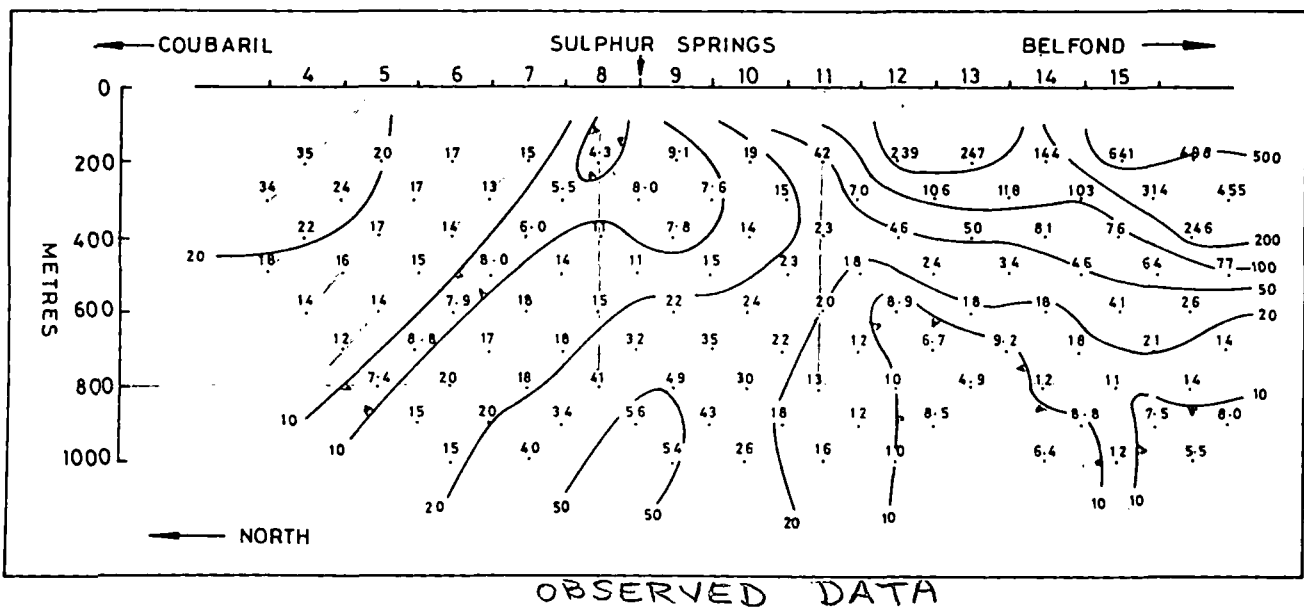 COUBARIL SULPHUR SPRINGS BELFOND
4 5 6 7 8 9 10 11 12 13 14 15
0
35 20 17 15 4.3 9.1 19 42 239 247 144 641 498 500
200
34 24 17 13 5.5 8.0 7.6 15 70 106 118 103 314 455
22 17 14 6.0 11 7.8 14 23 46 50 81 76 246 200
400
20 18 16 15 8.0 14 11 15 23 18 24 34 46 64 77 100
50
14 14 7.9 18 15 22 24 20 8.9 18 18 41 26 20
600
METRES
12 8.8 17 18 32 35 22 12 6.7 9.2 18 21 14
7.4 20 18 41 49 30 13 10 4.9 12 11 14 10
800
10 15 20 34 56 43 18 12 8.5 8.8 7.5 8.0
10 15 40 54 26 16 10 6.4 12 5.5
1000
20 50 50 20 10 10 10
NORTH
OBSERVED DATA